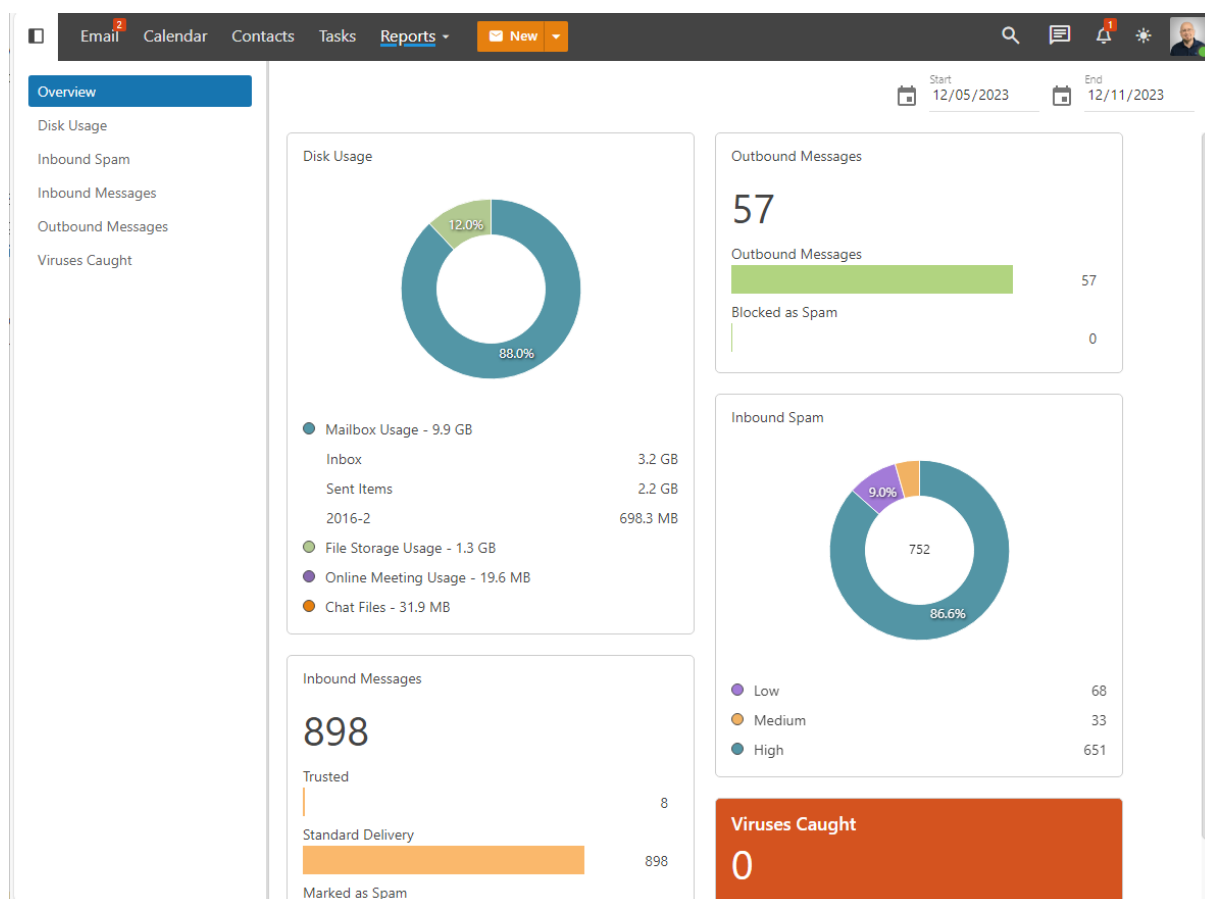 Email 2 Calendar Contacts Tasks Reports New 1
Overview
Disk Usage
Inbound Spam
Inbound Messages
Outbound Messages
Viruses Caught
Start
12/05/2023
End
12/11/2023
Disk Usage
12.0%
88.0%
Mailbox Usage - 9.9 GB
Inbox 3.2 GB
Sent Items 2.2 GB
2016-2 698.3 MB
File Storage Usage - 1.3 GB
Online Meeting Usage - 19.6 MB
Chat Files - 31.9 MB
Inbound Messages
898
Trusted
8
Standard Delivery
898
Marked as Spam
Outbound Messages
57
Outbound Messages
57
Blocked as Spam
0
Inbound Spam
9.0%
752
86.6%
Low 68
Medium 33
High 651
Viruses Caught
0